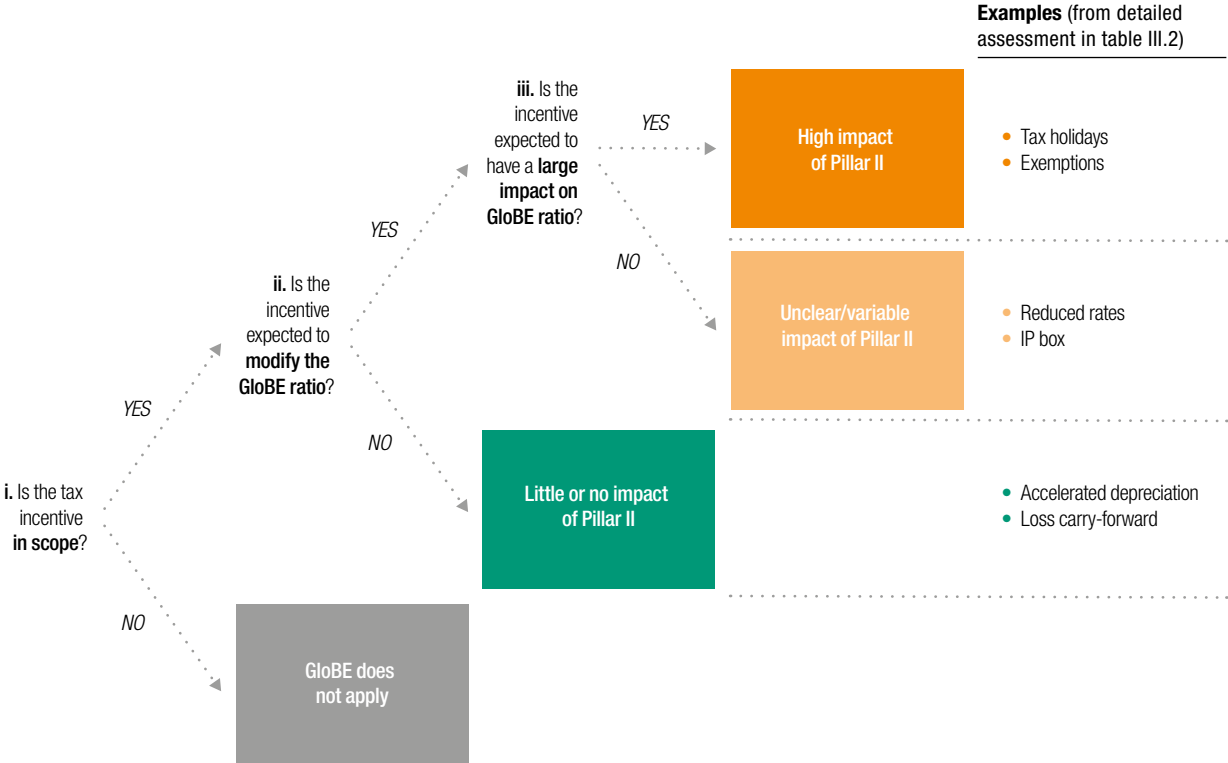 Examples (from detailed
assessment in table III.2)
iii. Is the
incentive
expected to
have a large
impact on
GloBE ratio?
YES
High impact
of Pillar II
• Tax holidays
• Exemptions
YES
NO
ii. Is the
incentive
expected to
modify the
GloBE ratio?
Unclear/variable
impact of Pillar II
• Reduced rates
• IP box
YES
NO
i. Is the tax
incentive
in scope?
Little or no impact
of Pillar II
• Accelerated depreciation
• Loss carry-forward
NO
GloBE does
not apply